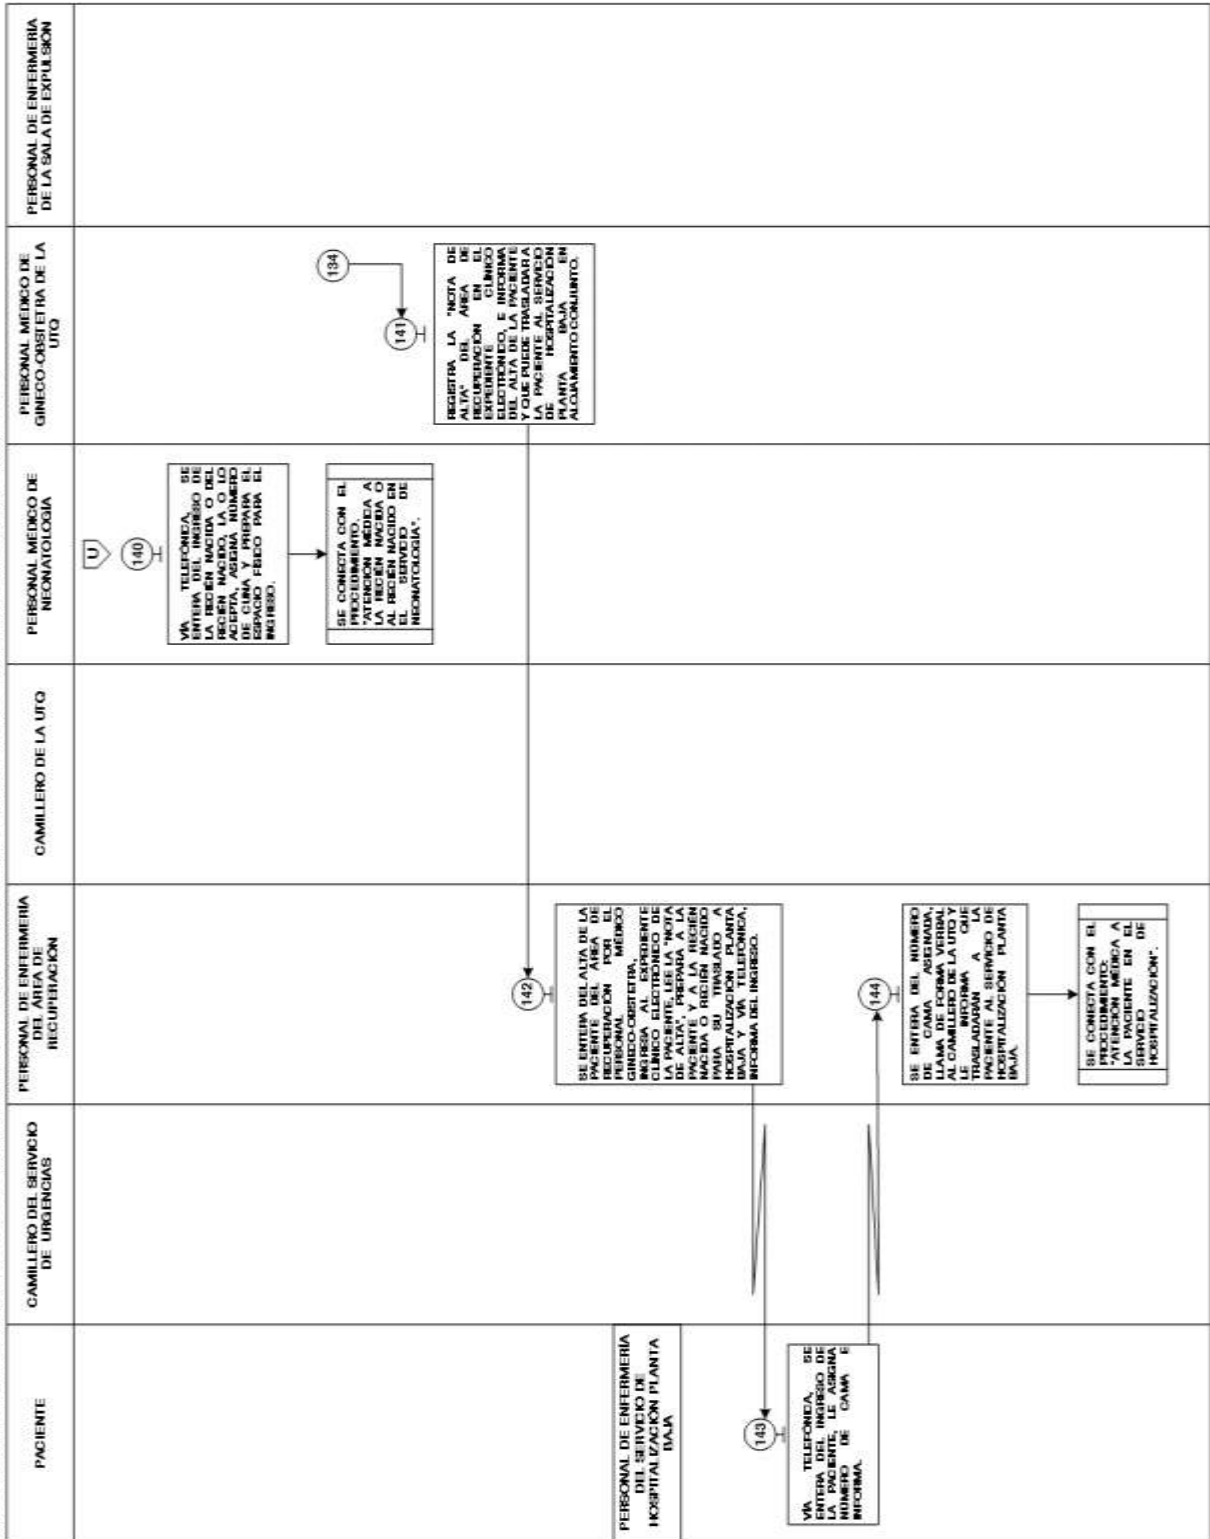 PACIENTE
CAMILLERO DEL SERVICIO
DE URGENCIAS
PERSONAL DE ENFERMERÍA
DEL ÁREA DE
RECUPERACIÓN
CAMILLERO DE LA UTQ
PERSONAL MÉDICO DE
NEONATOLOGÍA
PERSONAL MÉDICO DE
GINECO-OBSTETRA DE LA
UTQ
PERSONAL DE ENFERMERÍA
DE LA SALA DE EXPULSIÓN
U
140
VÍA TELEFÓNICA, SE
ENTERA DEL INGRESO DE
LA RECIÉN NACIDA O DEL
RECIÉN NACIDO, LA O LO
ACEPTA, ASIGNA NÚMERO
DE CUNA Y PREPARA EL
ESPACIO FÍSICO PARA EL
INGRESO.
SE CONECTA CON EL
PROCEDIMIENTO.
"ATENCIÓN MÉDICA A
LA RECIÉN NACIDA O
AL RECIÉN NACIDO EN
EL SERVICIO DE
NEONATOLOGÍA".
134
141
REGISTRA LA "NOTA DE
ALTA" DEL ÁREA DE
RECUPERACIÓN EN EL
EXPEDIENTE CLÍNICO
ELECTRÓNICO, E INFORMA
DEL ALTA DE LA PACIENTE
Y QUE PUEDE TRASLADAR A
LA PACIENTE AL SERVICIO
DE HOSPITALIZACIÓN
PLANTA BAJA EN
ALOJAMIENTO CONJUNTO.
142
SE ENTERA DEL ALTA DE LA
PACIENTE DEL ÁREA DE
RECUPERACIÓN POR EL
PERSONAL MÉDICO
GINECO-OBSTETRA,
INGRESA AL EXPEDIENTE
CLÍNICO ELECTRÓNICO DE
LA PACIENTE, LEE LA "NOTA
DE ALTA", PREPARA A LA
PACIENTE Y A LA RECIÉN
NACIDA O RECIÉN NACIDO
PARA SU TRASLADO A
HOSPITALIZACIÓN PLANTA
BAJA Y VÍA TELEFÓNICA,
INFORMA DEL INGRESO.
PERSONAL DE ENFERMERÍA
DEL SERVICIO DE
HOSPITALIZACIÓN PLANTA
BAJA
143
VÍA TELEFÓNICA, SE
ENTERA DEL INGRESO DE
LA PACIENTE, LE ASIGNA
NÚMERO DE CAMA E
INFORMA.
144
SE ENTERA DEL NÚMERO
DE CAMA ASIGNADA,
LLAMA DE FORMA VERBAL
AL CAMILLERO DE LA UTQ Y
LE INFORMA QUE
TRASLADARÁN A LA
PACIENTE AL SERVICIO DE
HOSPITALIZACIÓN PLANTA
BAJA.
SE CONECTA CON EL
PROCEDIMIENTO:
"ATENCIÓN MÉDICA A
LA PACIENTE EN EL
SERVICIO DE
HOSPITALIZACIÓN".